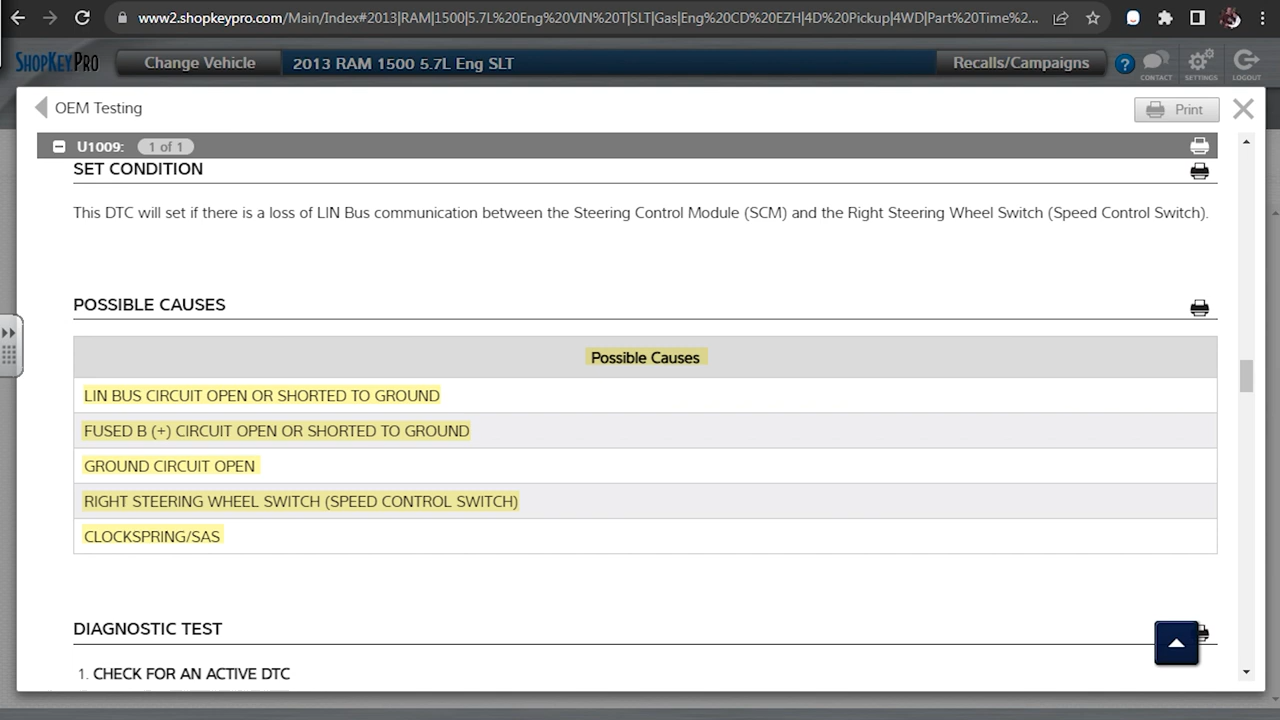 www2.shopkeypro.com/Main/Index#2013|RAM|1500|5.7L%20Eng%20VIN%20T|SLT|Gas|Eng%20CD%20EZH|4D%20Pickup|4WD|Part%20Time%2...
SHOPKEYPRO
Change Vehicle
2013 RAM 1500 5.7L Eng SLT
Recalls/Campaigns
?
CONTACT
SETTINGS
LOGOUT
OEM Testing
Print
U1009: 1 of 1
SET CONDITION
This DTC will set if there is a loss of LIN Bus communication between the Steering Control Module (SCM) and the Right Steering Wheel Switch (Speed Control Switch).
POSSIBLE CAUSES
Possible Causes
LIN BUS CIRCUIT OPEN OR SHORTED TO GROUND
FUSED B (+) CIRCUIT OPEN OR SHORTED TO GROUND
GROUND CIRCUIT OPEN
RIGHT STEERING WHEEL SWITCH (SPEED CONTROL SWITCH)
CLOCKSPRING/SAS
DIAGNOSTIC TEST
1. CHECK FOR AN ACTIVE DTC